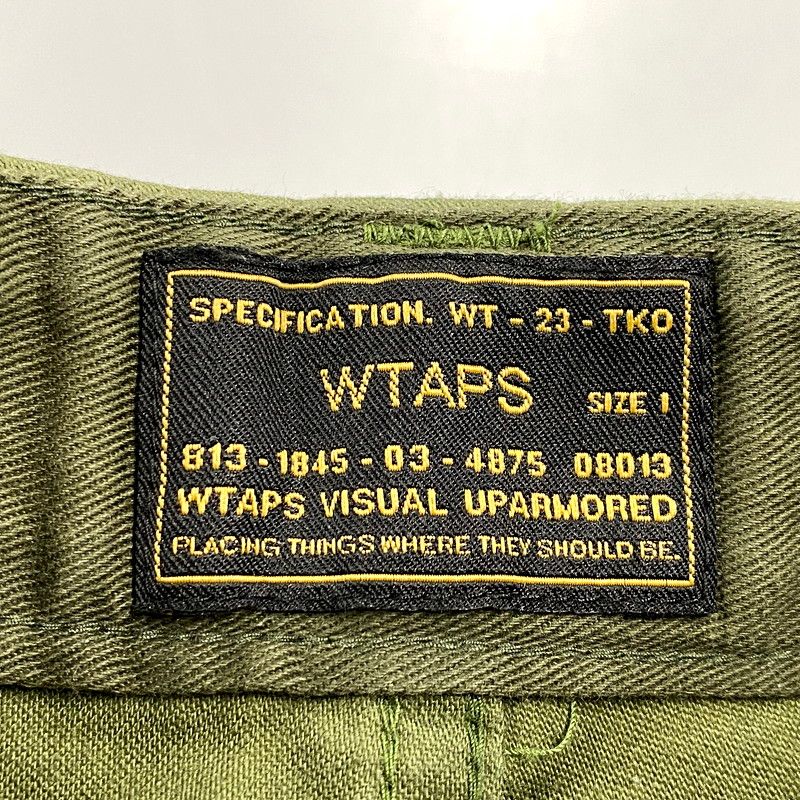 SPECIFICATION. WT - 23 - TKO
WTAPS SIZE 1
813 - 1845 - 03 - 4875 08013
WTAPS VISUAL UPARMORED
PLACING THINGS WHERE THEY SHOULD BE.